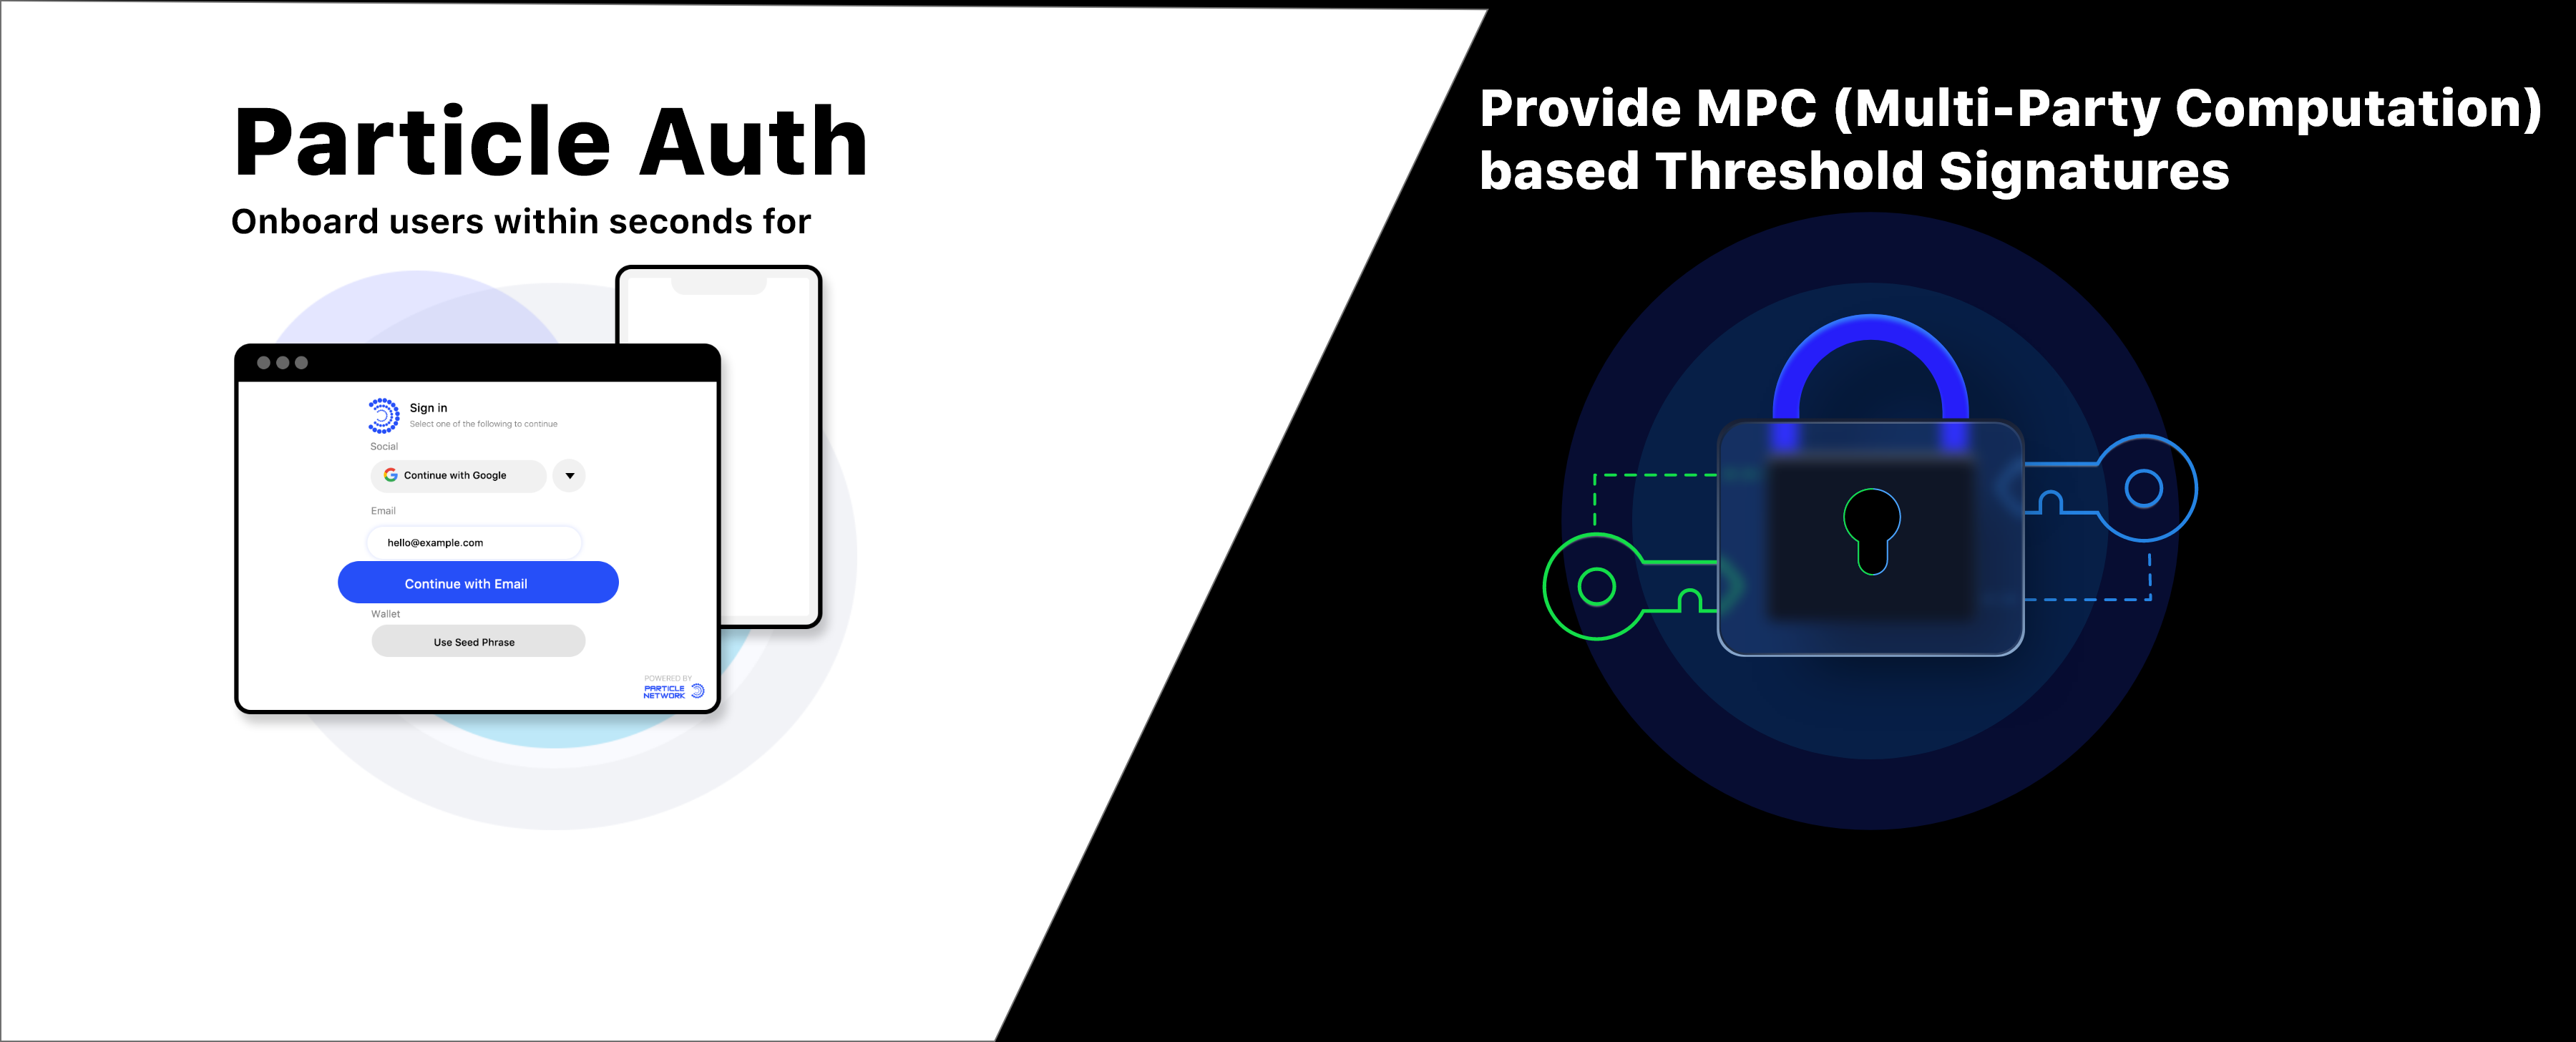 Particle Auth
Onboard users within seconds for
Sign in
Select one of the following to continue
Social
Continue with Google
Email
hello@example.com
Continue with Email
Wallet
Use Seed Phrase
POWERED BY
PARTICLE
NETWORK
Provide MPC (Multi-Party Computation)
based Threshold Signatures